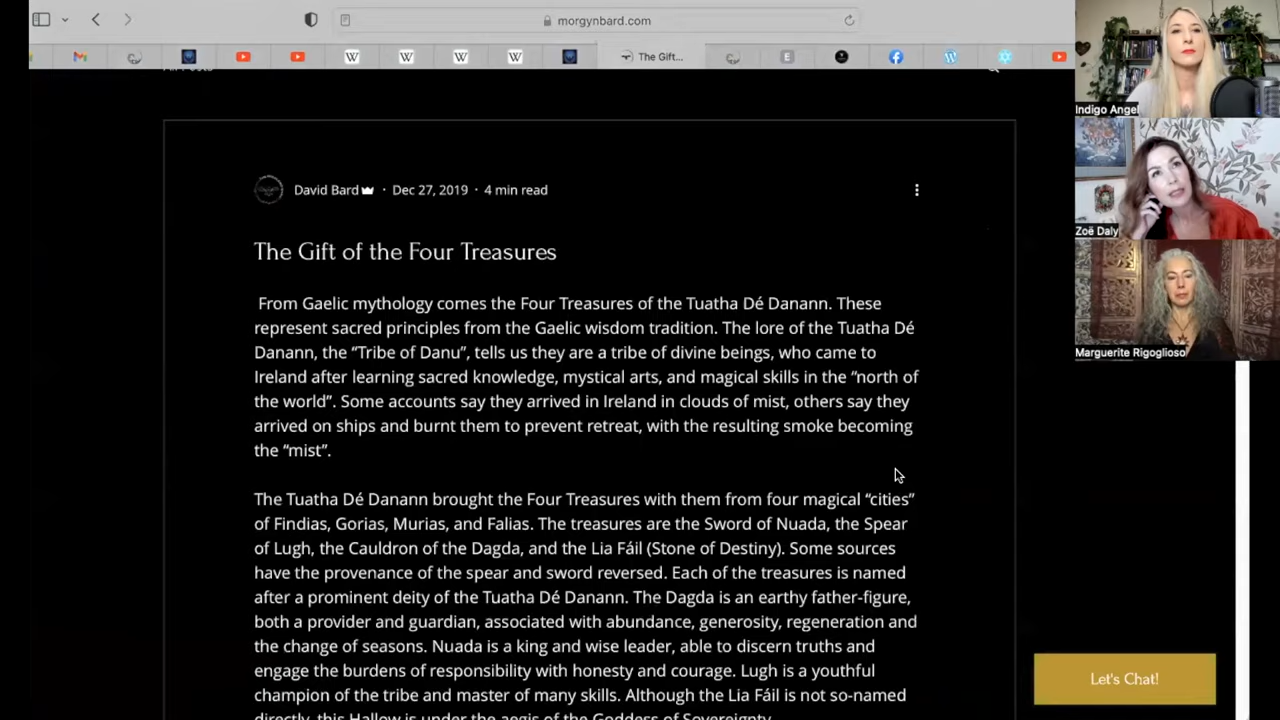 morgynbard.com
The Gift...
David Bard · Dec 27, 2019 · 4 min read
The Gift of the Four Treasures
From Gaelic mythology comes the Four Treasures of the Tuatha Dé Danann. These
represent sacred principles from the Gaelic wisdom tradition. The lore of the Tuatha Dé
Danann, the “Tribe of Danu”, tells us they are a tribe of divine beings, who came to
Ireland after learning sacred knowledge, mystical arts, and magical skills in the “north of
the world”. Some accounts say they arrived in Ireland in clouds of mist, others say they
arrived on ships and burnt them to prevent retreat, with the resulting smoke becoming
the “mist”.
The Tuatha Dé Danann brought the Four Treasures with them from four magical “cities”
of Findias, Gorias, Murias, and Falias. The treasures are the Sword of Nuada, the Spear
of Lugh, the Cauldron of the Dagda, and the Lia Fáil (Stone of Destiny). Some sources
have the provenance of the spear and sword reversed. Each of the treasures is named
after a prominent deity of the Tuatha Dé Danann. The Dagda is an earthy father-figure,
both a provider and guardian, associated with abundance, generosity, regeneration and
the change of seasons. Nuada is a king and wise leader, able to discern truths and
engage the burdens of responsibility with honesty and courage. Lugh is a youthful
champion of the tribe and master of many skills. Although the Lia Fáil is not so-named
directly, this Hallow is under the aegis of the Goddess of Sovereignty.
Let's Chat!
Indigo Angel
Zoë Daly
Marguerite Rigoglioso